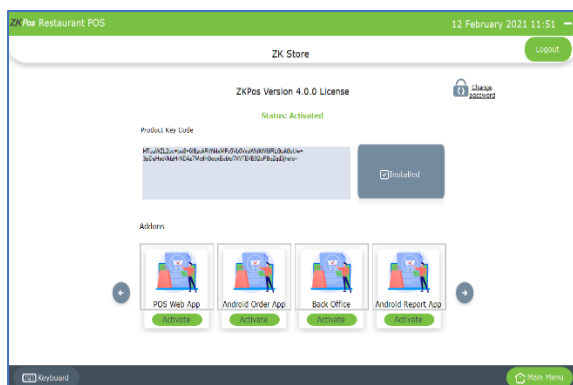 ZKPos Restaurant POS
12 February 2021 11:51
ZK Store
Logout
ZKPos Version 4.0.0 License
Change
password
Status: Activated
Product Key Code
Installed
Addons
POS Web App
Android Order App
Back Office
Android Report App
Activate
Activate
Activate
Activate
Keyboard
Main Menu